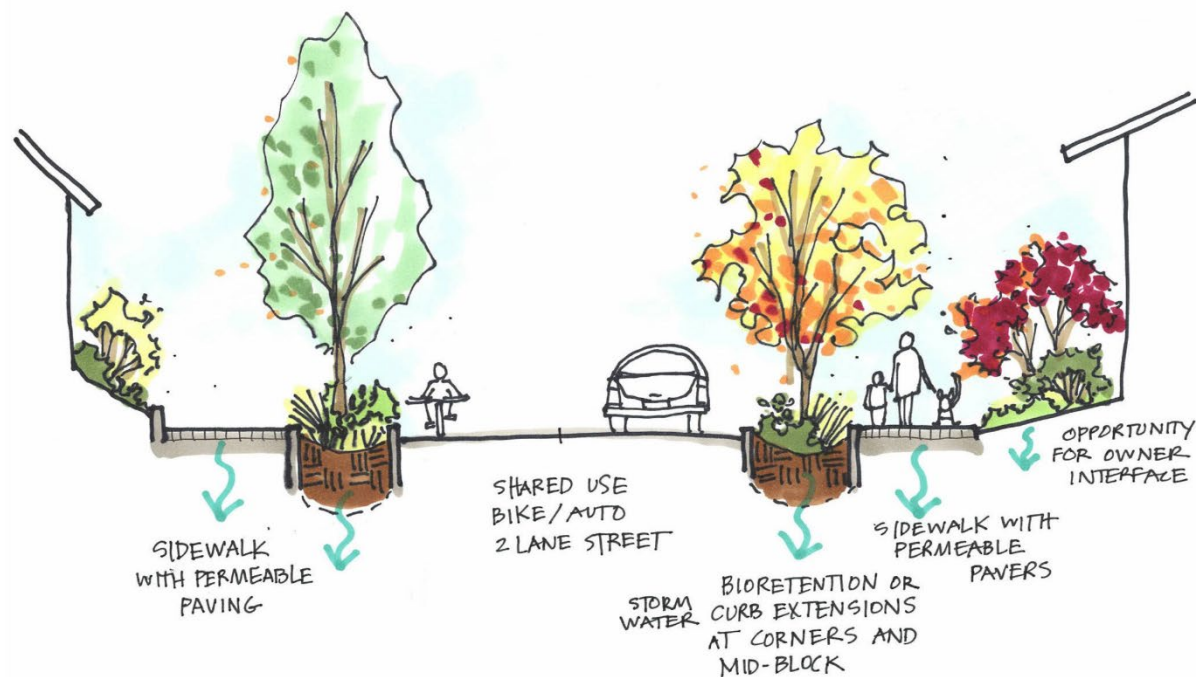 SIDEWALK
WITH PERMEABLE
PAVING
SHARED USE
BIKE/AUTO
2 LANE STREET
STORM
WATER
BIORETENTION OR
CURB EXTENSIONS
AT CORNERS AND
MID-BLOCK
SIDEWALK WITH
PERMEABLE
PAVERS
OPPORTUNITY
FOR OWNER
INTERFACE